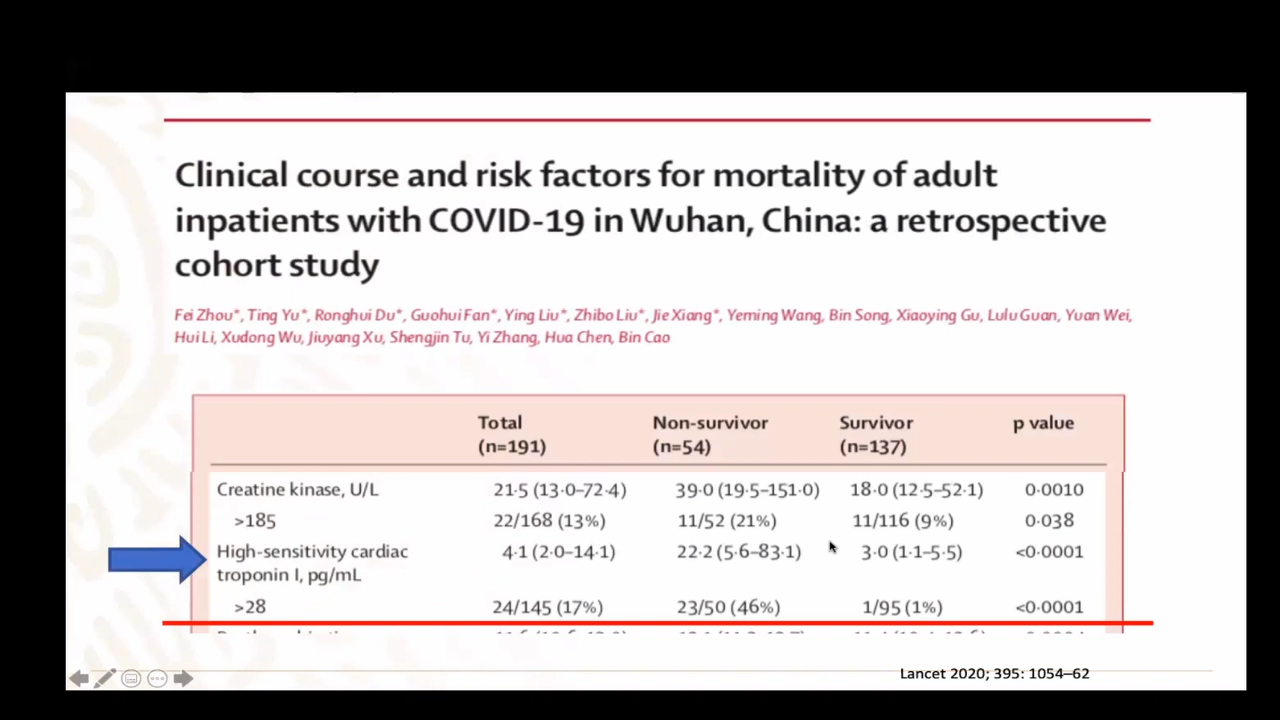 Clinical course and risk factors for mortality of adult
inpatients with COVID-19 in Wuhan, China: a retrospective
cohort study
Fei Zhou*, Ting Yu*, Ronghui Du*, Guohui Fan*, Ying Liu*, Zhibo Liu*, Jie Xiang*, Yeming Wang, Bin Song, Xiaoying Gu, Lulu Guan, Yuan Wei,
Hui Li, Xudong Wu, Jiuyang Xu, Shengjin Tu, Yi Zhang, Hua Chen, Bin Cao
Total Non-survivor Survivor p value
(n=191) (n=54) (n=137)
Creatine kinase, U/L 21·5 (13·0–72·4) 39·0 (19·5–151·0) 18·0 (12·5–52·1) 0·0010
>185 22/168 (13%) 11/52 (21%) 11/116 (9%) 0·038
High-sensitivity cardiac 4·1 (2·0–14·1) 22·2 (5·6–83·1) 3·0 (1·1–5·5) <0·0001
troponin I, pg/mL
>28 24/145 (17%) 23/50 (46%) 1/95 (1%) <0·0001
Lancet 2020; 395: 1054–62